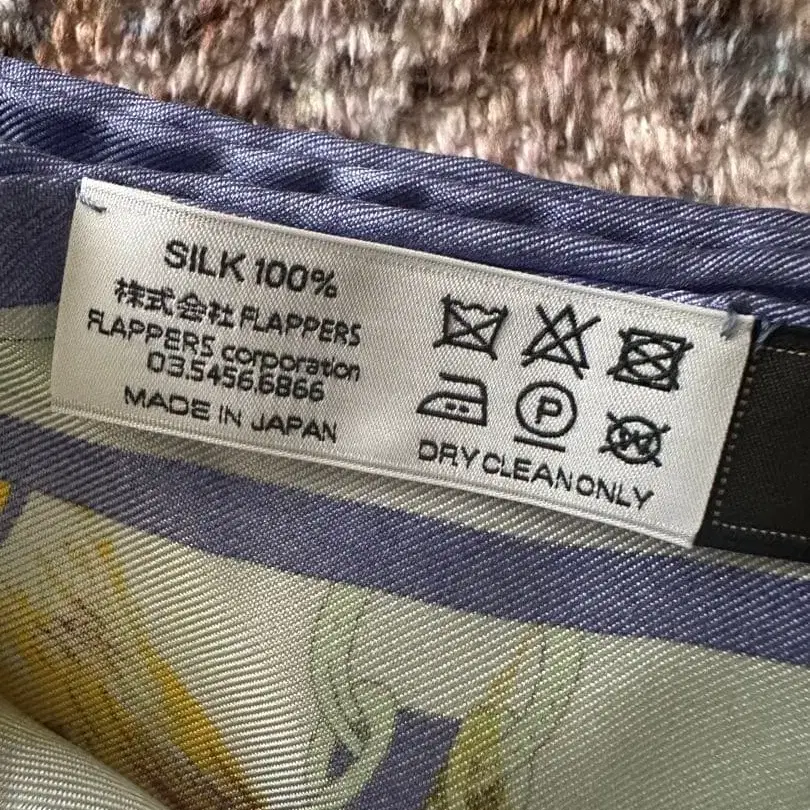 SILK 100%
株式会社 FLAPPERS
FLAPPERS corporation
03.5456.6866
MADE IN JAPAN
P
W
DRY CLEAN ONLY